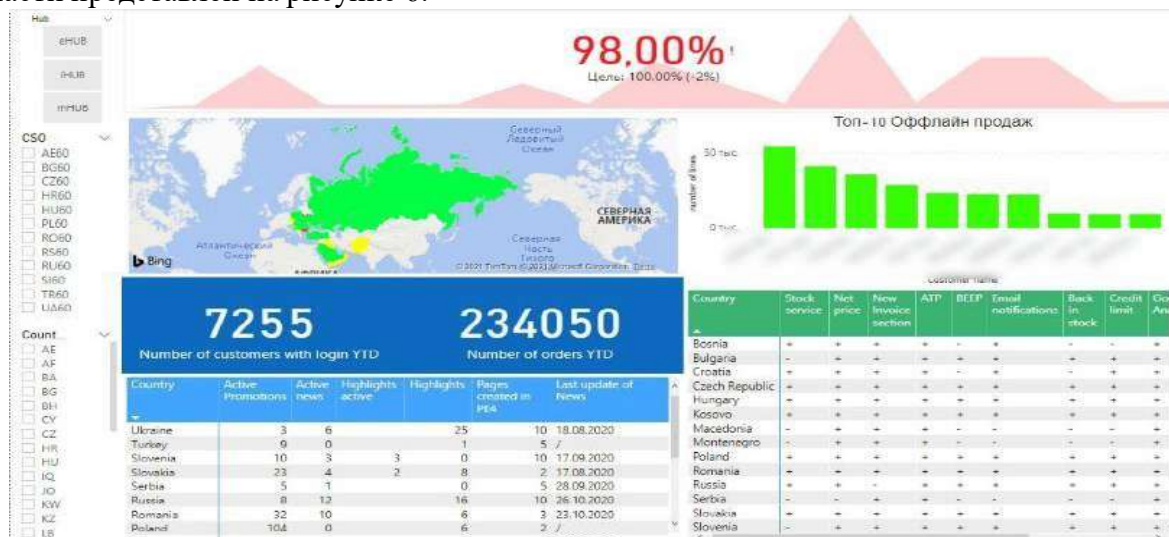 Hub
eHUB
iHUB
mHUB
98,00%!
Цель: 100.00% (-2%)
CSO
AE60
BG60
CZ60
HR60
HU60
PL60
RO60
RS60
RU60
SI60
TR60
UA60
Северный
Ледовитый
Океан
СЕВЕРНАЯ
АМЕРИКА
Атлантический
Океан
Северная
Часть
Тихого
Bing
© 2021 TomTom © 2021 Microsoft Corporation Terms
Топ-10 Оффлайн продаж
number of lines
50 тыс.
0 тыс.
Customer name
7255
Number of customers with login YTD
234050
Number of orders YTD
Count...
AE
AF
BA
BG
BH
CY
CZ
HR
HU
IQ
JO
KW
KZ
LB
Country Active Promotions Active news Highlights active Highlights Pages created in PE4 Last update of News
Ukraine 3 6 25 10 18.08.2020
Turkey 9 0 1 5 /
Slovenia 10 3 3 0 10 17.09.2020
Slovakia 23 4 2 8 2 17.08.2020
Serbia 5 1 0 5 28.09.2020
Russia 8 12 16 10 26.10.2020
Romania 32 10 6 3 23.10.2020
Poland 104 0 6 2 /
Country Stock service Net price New Invoice section ATP BEEP Email notifications Back in stock Credit limit
Bosnia
Bulgaria
Croatia
Czech Republic
Hungary
Kosovo
Macedonia
Montenegro
Poland
Romania
Russia
Serbia
Slovakia
Slovenia